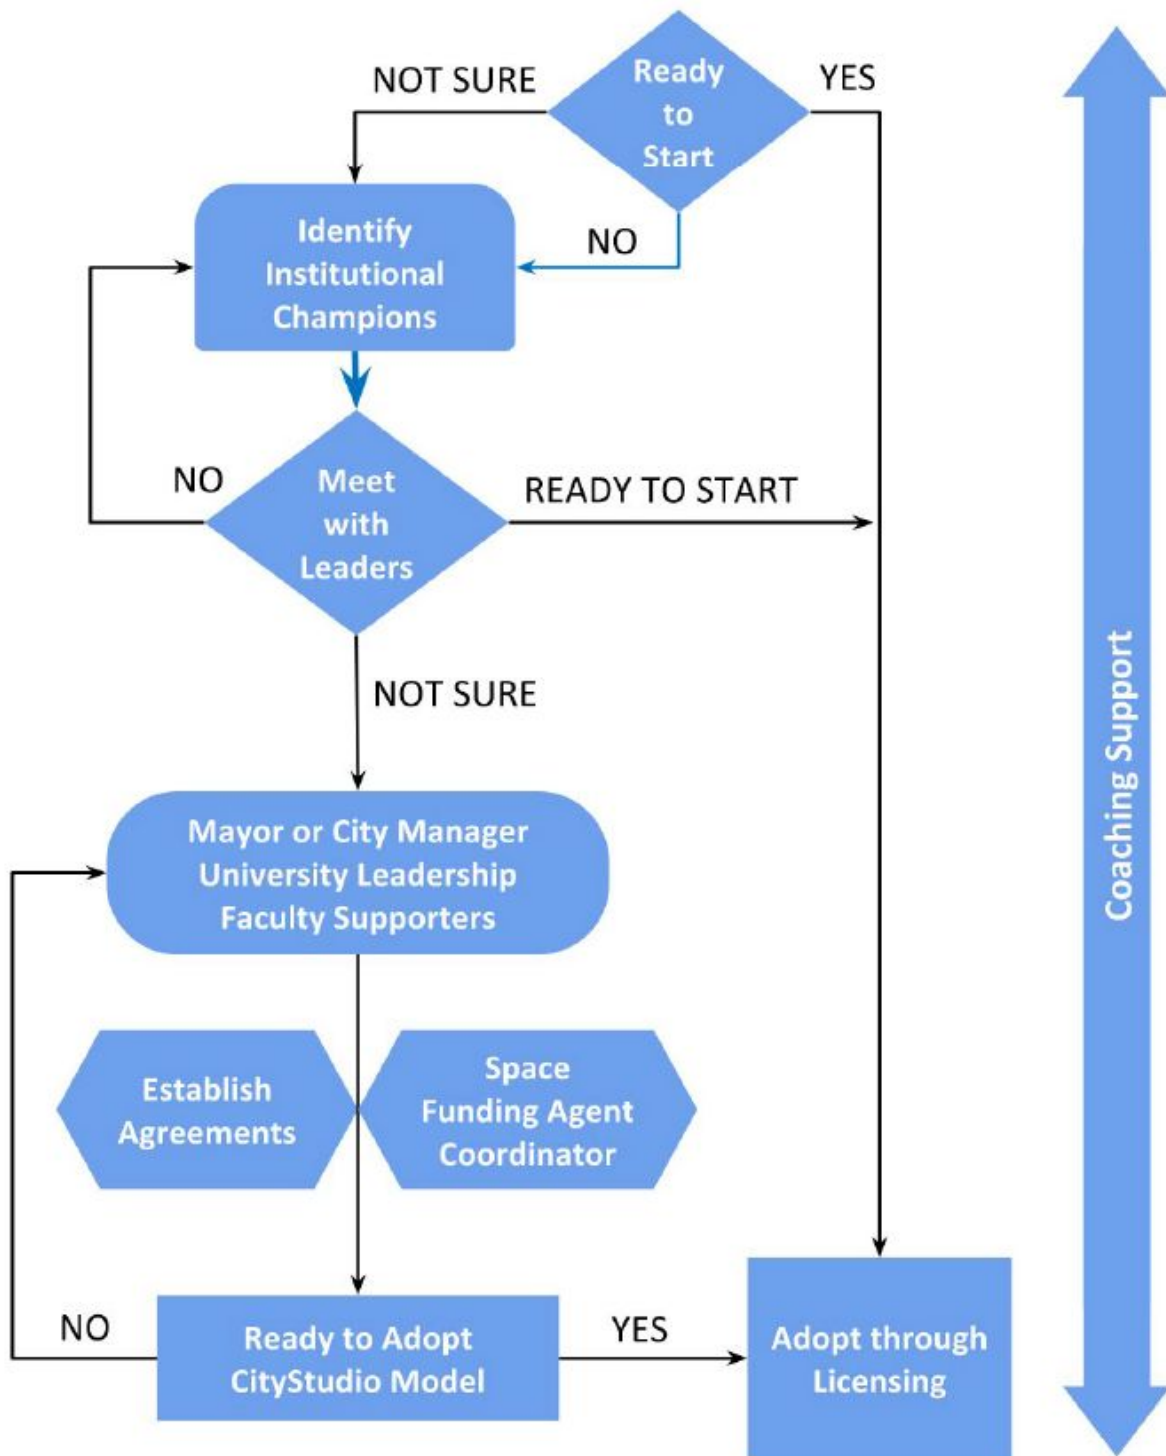 Ready
to
Start
NOT SURE
YES
NO
Identify
Institutional
Champions
Meet
with
Leaders
NO
READY TO START
NOT SURE
Mayor or City Manager
University Leadership
Faculty Supporters
Establish
Agreements
Space
Funding Agent
Coordinator
Ready to Adopt
CityStudio Model
NO
YES
Adopt through
Licensing
Coaching Support